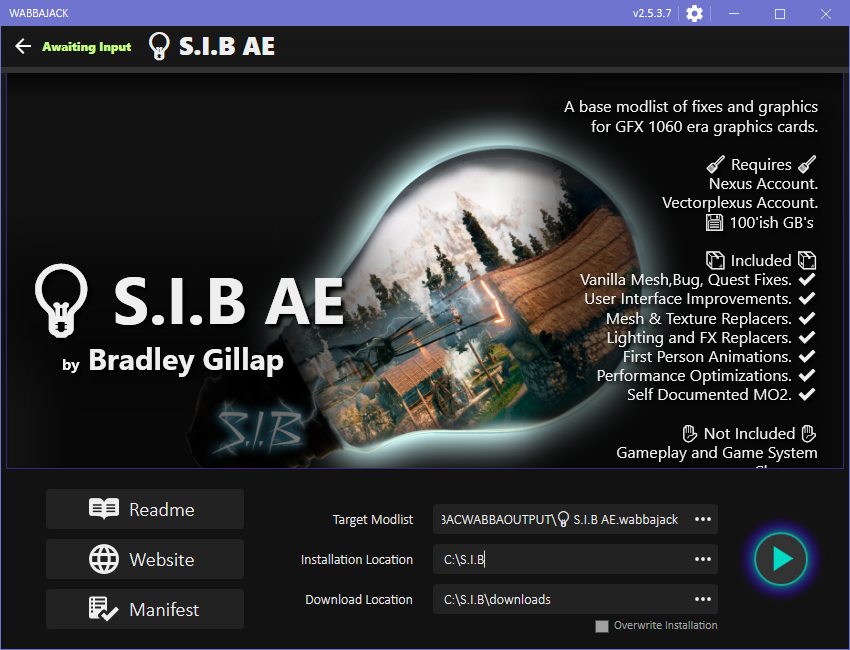 WABBAJACK
v2.5.3.7
Awaiting Input
S.I.B AE
A base modlist of fixes and graphics
for GFX 1060 era graphics cards.
Requires
Nexus Account.
Vectorplexus Account.
100'ish GB's
Included
Vanilla Mesh,Bug, Quest Fixes.
User Interface Improvements.
Mesh & Texture Replacers.
Lighting and FX Replacers.
First Person Animations.
Performance Optimizations.
Self Documented MO2.
Not Included
Gameplay and Game System
S.I.B AE
by Bradley Gillap
S.I.B
Readme
Website
Manifest
Target Modlist
BACWABBAOUTPUT\ S.I.B AE.wabbajack
Installation Location
C:\S.I.B
Download Location
C:\S.I.B\downloads
Overwrite Installation